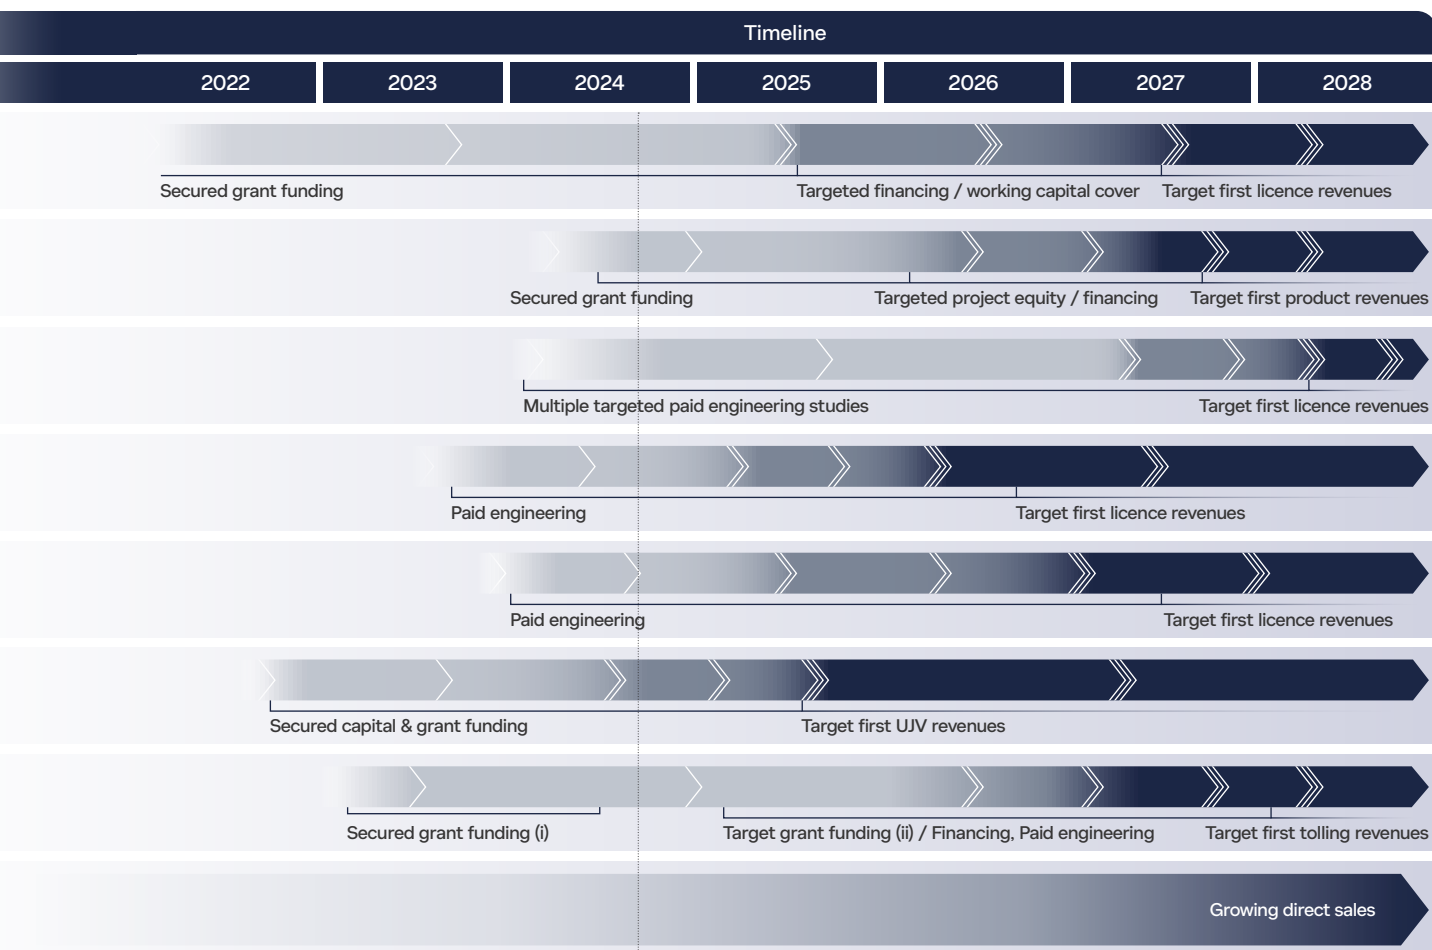 Timeline
2022 2023 2024 2025 2026 2027 2028
Secured grant funding Targeted financing / working capital cover Target first licence revenues
Secured grant funding Targeted project equity / financing Target first product revenues
Multiple targeted paid engineering studies Target first licence revenues
Paid engineering Target first licence revenues
Paid engineering Target first licence revenues
Secured capital & grant funding Target first UJV revenues
Secured grant funding (i) Target grant funding (ii) / Financing, Paid engineering Target first tolling revenues
Growing direct sales